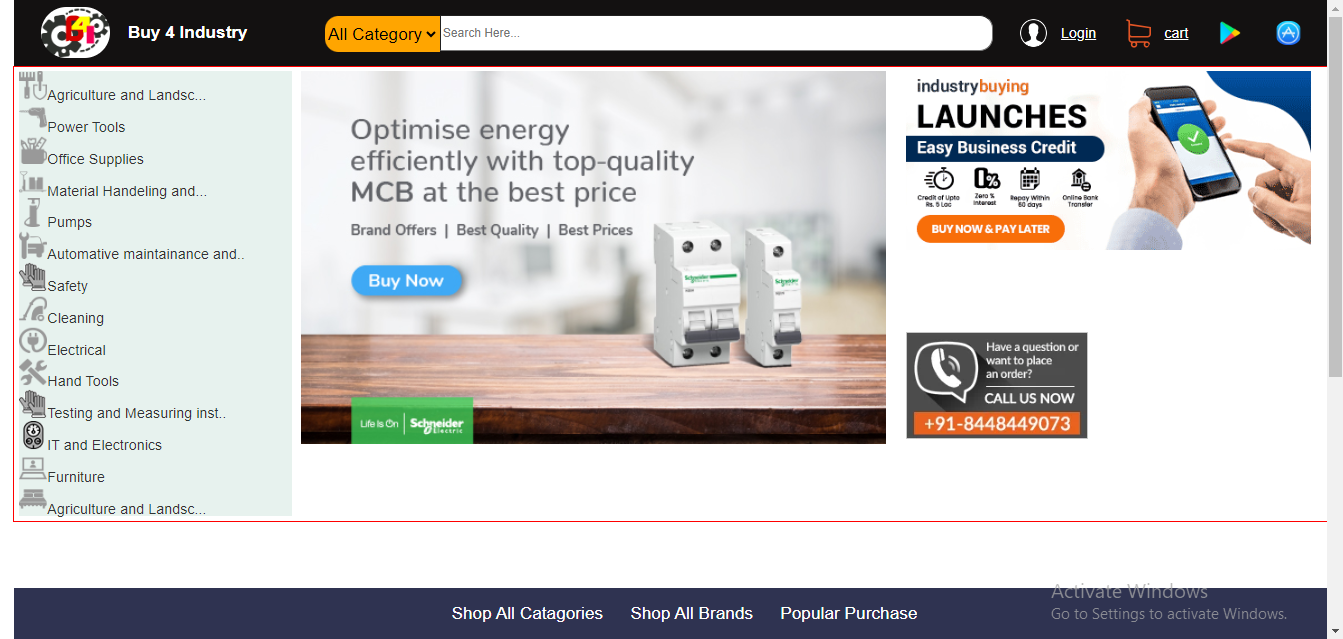 B4I
Buy 4 Industry
All Category
Search Here...
Login
cart
Agriculture and Landsc...
Power Tools
Office Supplies
Material Handeling and...
Pumps
Automotive maintainance and..
Safety
Cleaning
Electrical
Hand Tools
Testing and Measuring inst..
IT and Electronics
Furniture
Agriculture and Landsc...
Optimise energy
efficiently with top-quality
MCB at the best price
Brand Offers | Best Quality | Best Prices
Buy Now
Schneider
Schneider
Life Is On | Schneider
Electric
industrybuying
LAUNCHES
Easy Business Credit
Credit of Upto
Rs. 5 Lac
Zero %
Interest
Repay Within
60 days
Online Bank
Transfer
BUY NOW & PAY LATER
Have a question or
want to place
an order?
CALL US NOW
+91-8448449073
Shop All Catagories
Shop All Brands
Popular Purchase
Activate Windows
Go to Settings to activate Windows.